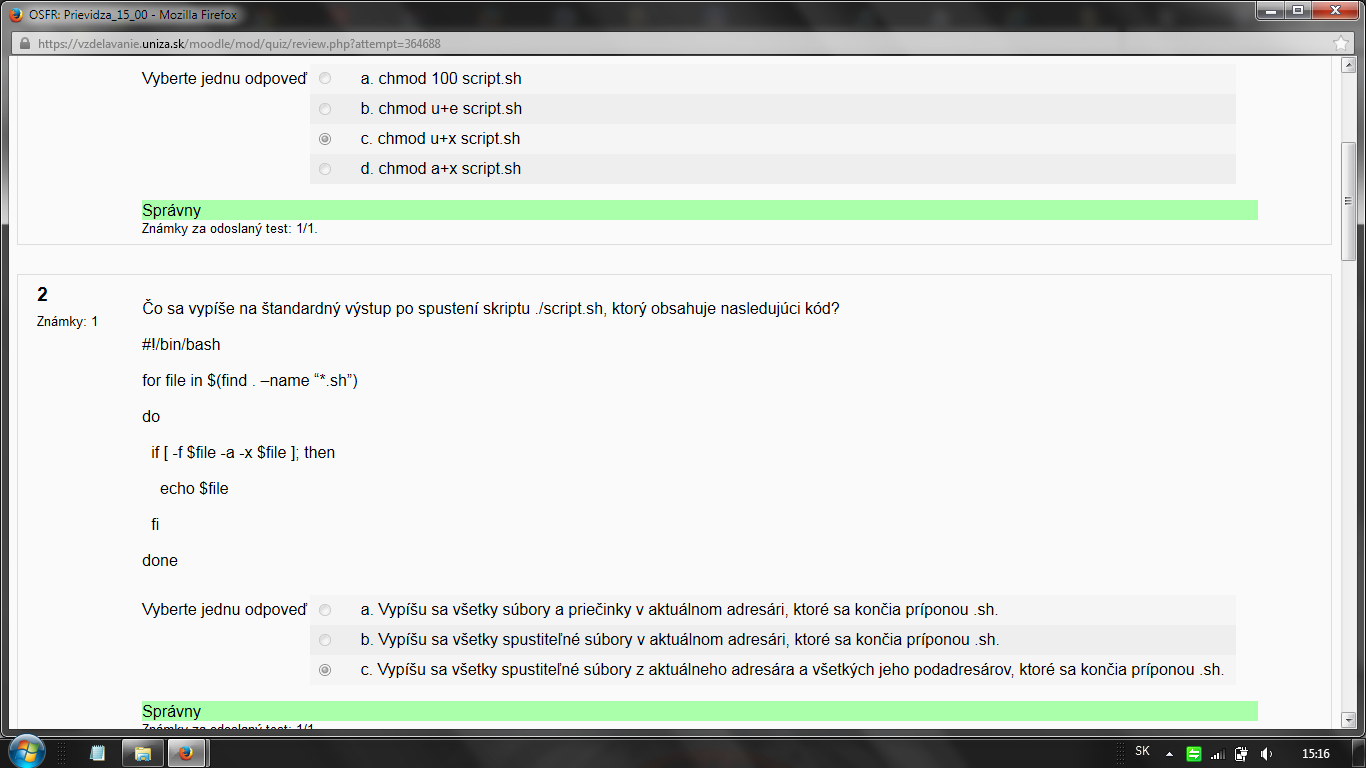 OSFR: Prievidza_15_00 - Mozilla Firefox
https://vzdelavanie.uniza.sk/moodle/mod/quiz/review.php?attempt=364688
Vyberte jednu odpoveď
a. chmod 100 script.sh
b. chmod u+e script.sh
c. chmod u+x script.sh
d. chmod a+x script.sh
Správny
Známky za odoslaný test: 1/1.
2
Známky: 1
Čo sa vypíše na štandardný výstup po spustení skriptu ./script.sh, ktorý obsahuje nasledujúci kód?
#!/bin/bash
for file in $(find . –name “*.sh”)
do
if [ -f $file -a -x $file ]; then
echo $file
fi
done
Vyberte jednu odpoveď
a. Vypíšu sa všetky súbory a priečinky v aktuálnom adresári, ktoré sa končia príponou .sh.
b. Vypíšu sa všetky spustiteľné súbory v aktuálnom adresári, ktoré sa končia príponou .sh.
c. Vypíšu sa všetky spustiteľné súbory z aktuálneho adresára a všetkých jeho podadresárov, ktoré sa končia príponou .sh.
Správny
Známky za odoslaný test: 1/1.
SK
15:16